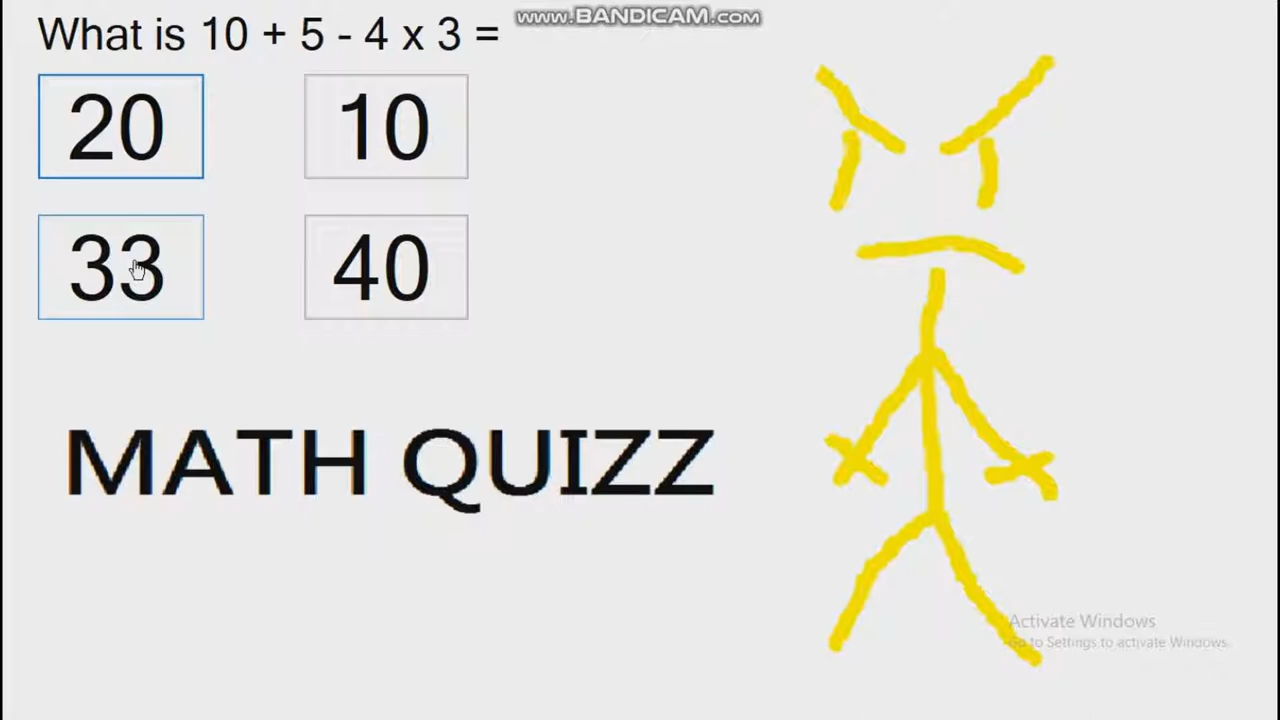 www.BANDICAM.com
What is 10 + 5 - 4 x 3 =
20 10
33 40
MATH QUIZZ
Activate Windows
Go to Settings to activate Windows.